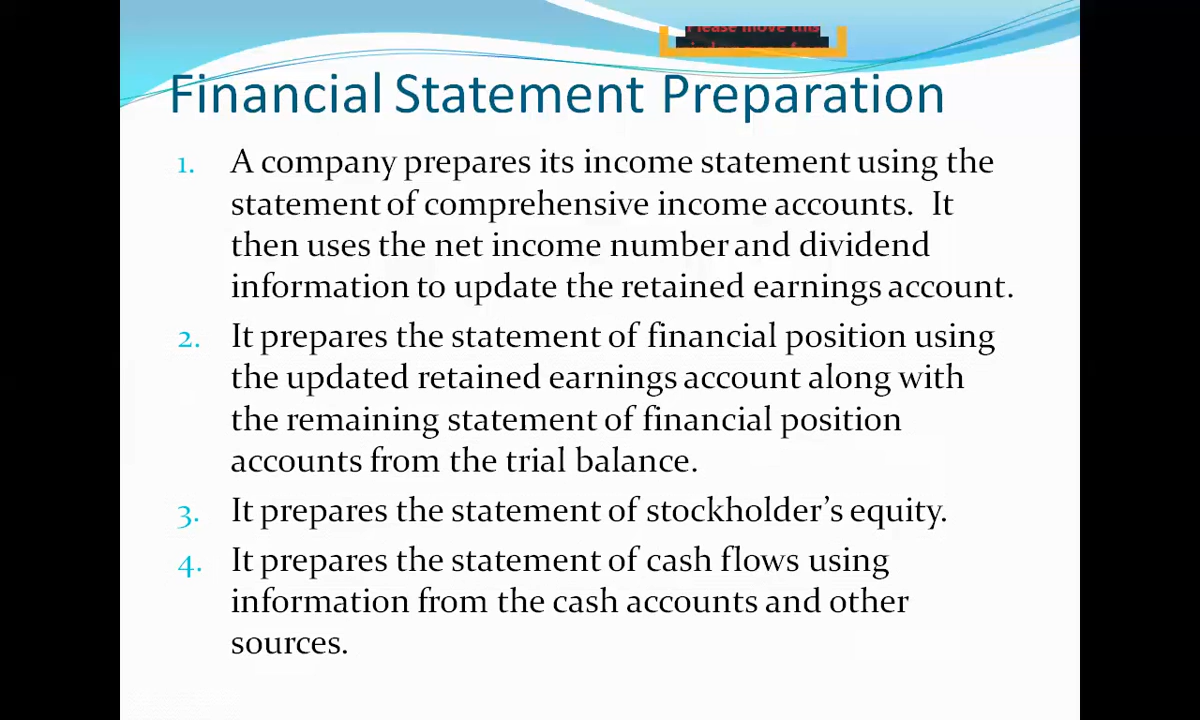 Please move this
Financial Statement Preparation
1. A company prepares its income statement using the
statement of comprehensive income accounts. It
then uses the net income number and dividend
information to update the retained earnings account.
2. It prepares the statement of financial position using
the updated retained earnings account along with
the remaining statement of financial position
accounts from the trial balance.
3. It prepares the statement of stockholder’s equity.
4. It prepares the statement of cash flows using
information from the cash accounts and other
sources.